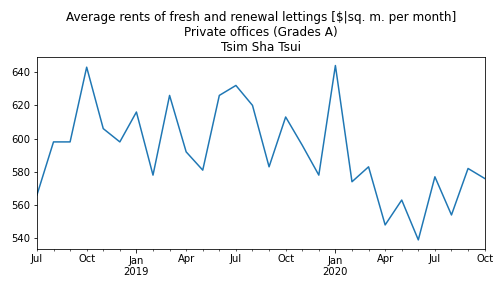 Average rents of fresh and renewal lettings [$|sq. m. per month]
Private offices (Grades A)
Tsim Sha Tsui
640
620
600
580
560
540
Jul Oct Jan Apr Jul Oct Jan Apr Jul Oct
2019 2020